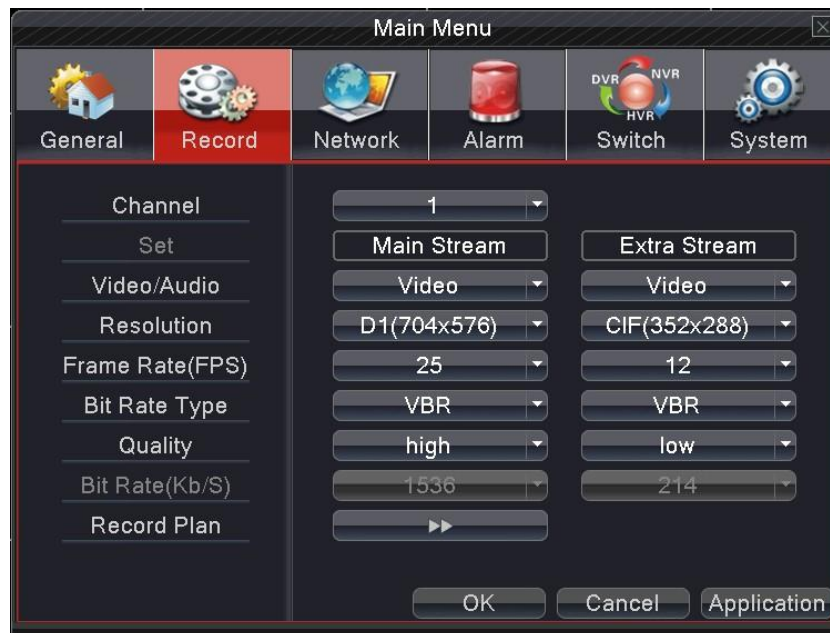 Main Menu
DVR NVR
HVR
General Record Network Alarm Switch System
Channel 1
Set Main Stream Extra Stream
Video/Audio Video Video
Resolution D1(704x576) CIF(352x288)
Frame Rate(FPS) 25 12
Bit Rate Type VBR VBR
Quality high low
Bit Rate(Kb/S) 1536 214
Record Plan
OK Cancel Application